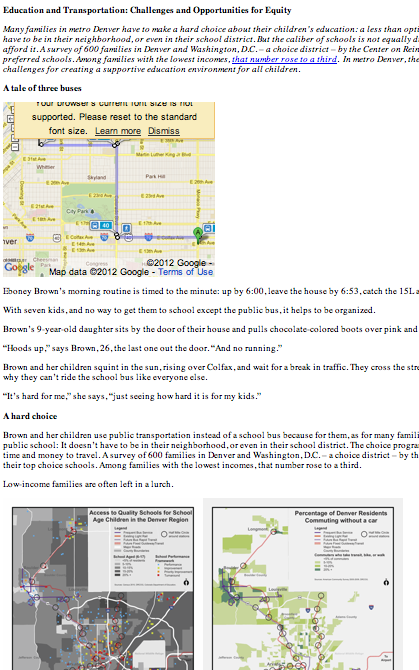 Education and Transportation: Challenges and Opportunities for Equity
Many families in metro Denver have to make a hard choice about their children's education: a less than opti
have to be in their neighborhood, or even in their school district. But the caliber of schools is not equally di
afford it. A survey of 600 families in Denver and Washington, D.C. – a choice district – by the Center on Rein
preferred schools. Among families with the lowest incomes, that number rose to a third. In metro Denver, the
challenges for creating a supportive education environment for all children.
A tale of three buses
Your browser's current font size is not
supported. Please reset to the standard
font size. Learn more Dismiss
Martin Luther King Jr Blvd
E 31st Ave
Whittier
Skyland
Park Hill
E 26th Ave
E 23rd Ave
E 23rd Ave
E 21st Ave
City Park
E 17th Ave
40
E Colfax Ave
E 14th Ave
ver
Cheesman
Congress
©2012 Google -
Google
Map data ©2012 Google - Terms of Use
Eboney Brown's morning routine is timed to the minute: up by 6:00, leave the house by 6:53, catch the 15L a
With seven kids, and no way to get them to school except the public bus, it helps to be organized.
Brown's 9-year-old daughter sits by the door of their house and pulls chocolate-colored boots over pink and
“Hoods up,” says Brown, 26, the last one out the door. “And no running.”
Brown and her children squint in the sun, rising over Colfax, and wait for a break in traffic. They cross the stre
why they can't ride the school bus like everyone else.
“It's hard for me,” she says, “just seeing how hard it is for my kids.”
A hard choice
Brown and her children use public transportation instead of a school bus because for them, as for many famili
public school: It doesn't have to be in their neighborhood, or even in their school district. The choice progra
time and money to travel. A survey of 600 families in Denver and Washington, D.C. – a choice district – by th
their top choice schools. Among families with the lowest incomes, that number rose to a third.
Low-income families are often left in a lurch.
Access to Quality Schools for School
Age Children in the Denver Region
Legend
Percentage of Denver Residents
Commuting without a car
Legend
Longmont
Boulder
Louisville